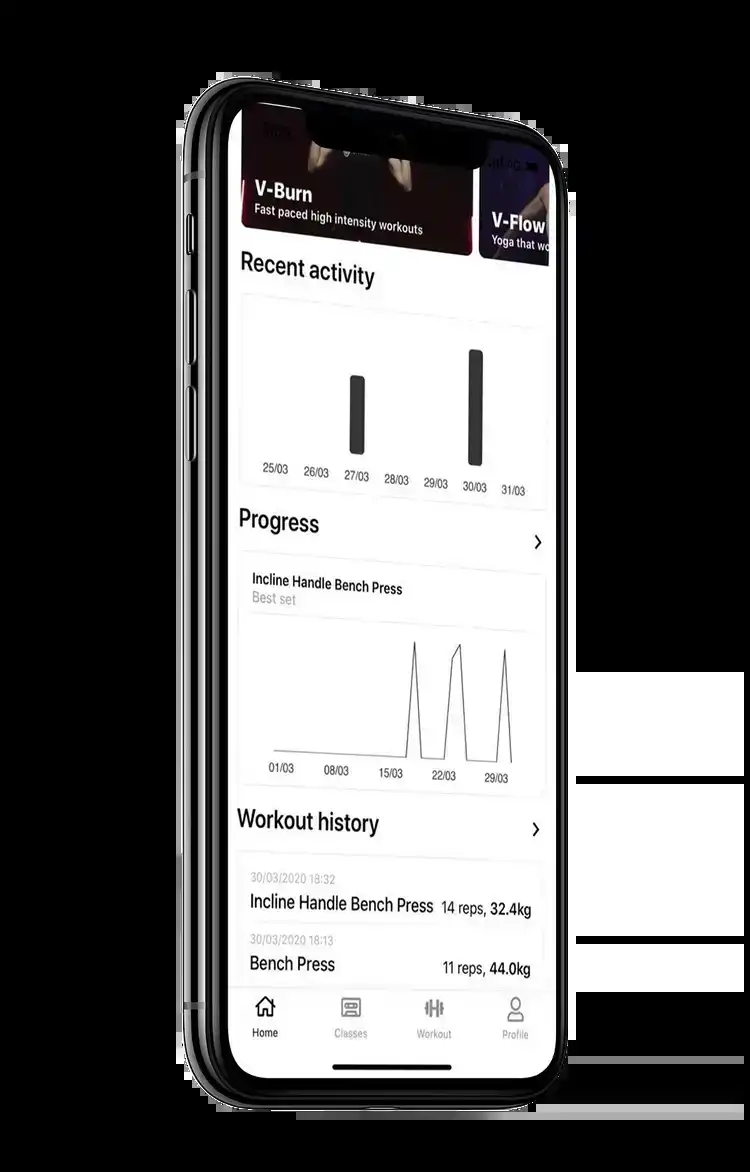 V-Burn
Fast paced high intensity workouts
V-Flow
Yoga that
Recent activity
25/03 26/03 27/03 28/03 29/03 30/03 31/03
Progress
Incline Handle Bench Press
Best set
01/03 08/03 15/03 22/03 29/03
Workout history
30/03/2020 18:32
Incline Handle Bench Press 14 reps, 32.4kg
30/03/2020 18:13
Bench Press 11 reps, 44.0kg
Home Classes Workout Profile